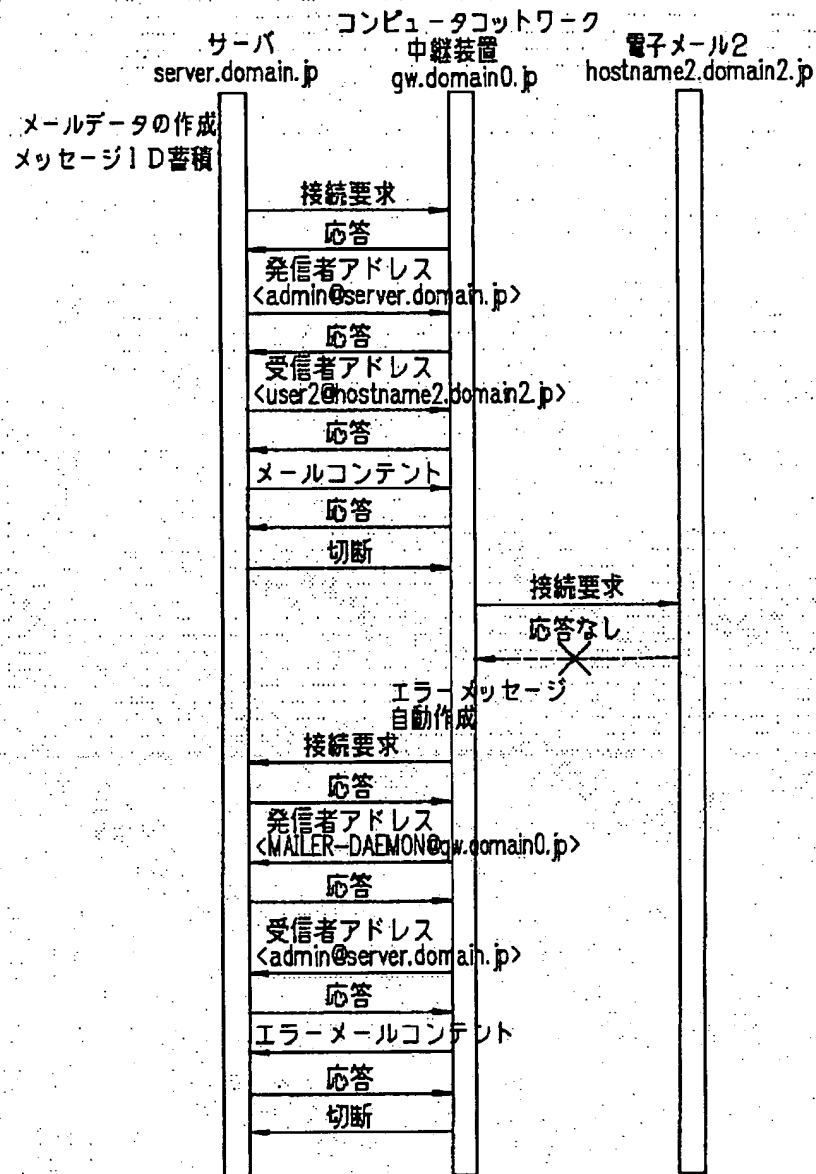 コンピュータコットワーク
サーバ
中継装置
電子メール2
server.domain.jp
gw.domain0.jp
hostname2.domain2.jp
メールデータの作成
メッセージID蓄積
接続要求
応答
発信者アドレス
<admin@server.domain.jp>
応答
受信者アドレス
<user2@hostname2.domain2.jp>
応答
メールコンテント
応答
切断
接続要求
応答なし
エラーメッセージ
自動作成
接続要求
応答
発信者アドレス
<MAILER-DAEMON@gw.domain0.jp>
応答
受信者アドレス
<admin@server.domain.jp>
応答
エラーメールコンテント
応答
切断